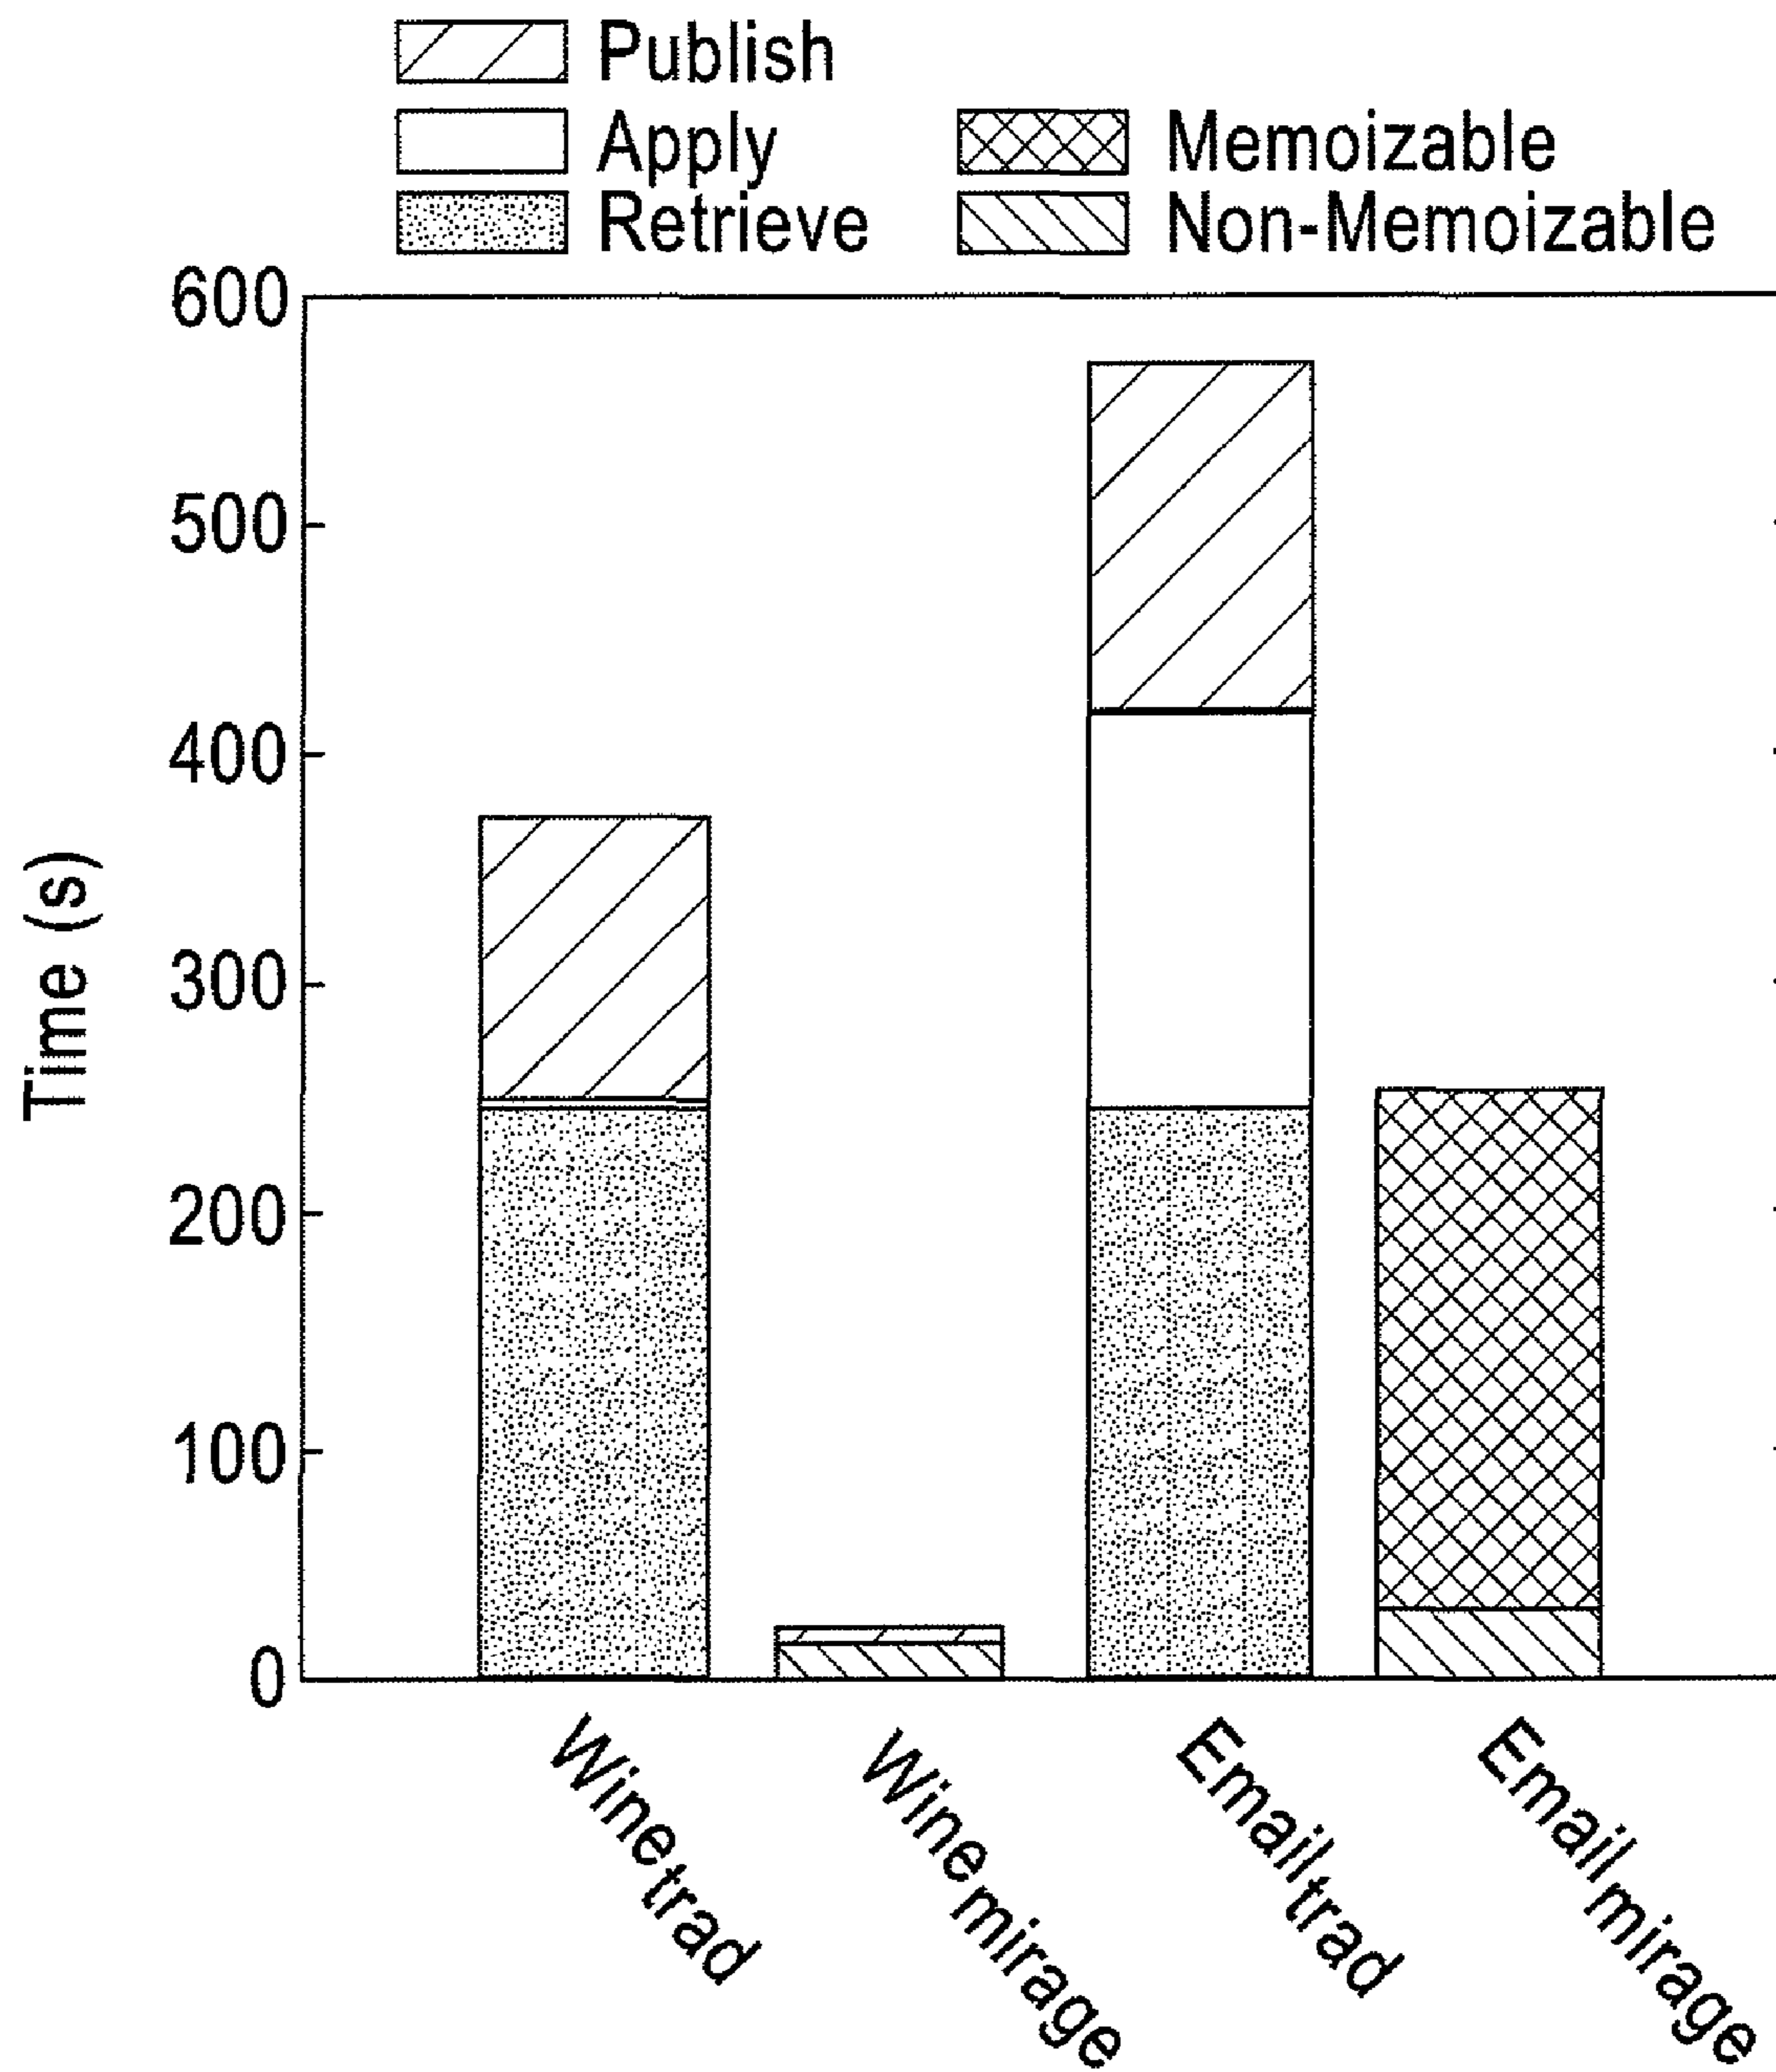 Publish
Apply
Memoizable
Retrieve
Non-Memoizable
600
500
400
300
200
100
0
Time (s)
Wine trad
Wine mirage
Email trad
Email mirage